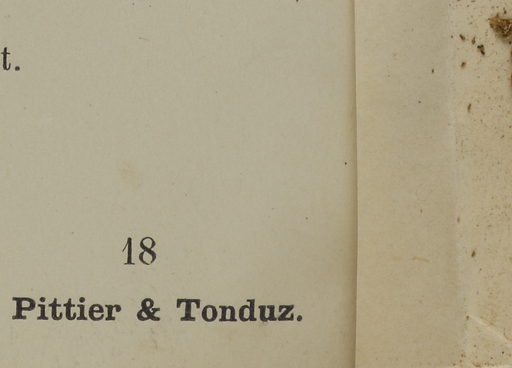 t.
18
Pittier & Tonduz.